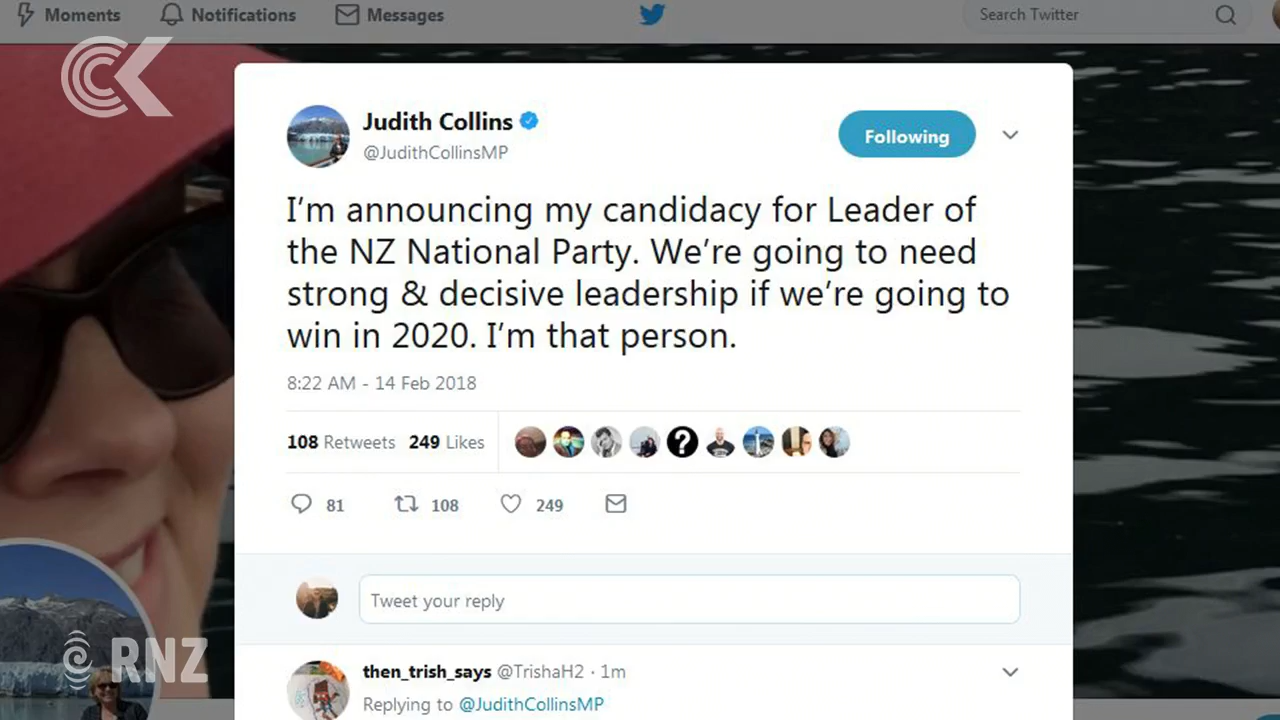 Moments
Notifications
Messages
Search Twitter
CK
Judith Collins
@JudithCollinsMP
Following
I’m announcing my candidacy for Leader of
the NZ National Party. We’re going to need
strong & decisive leadership if we’re going to
win in 2020. I’m that person.
8:22 AM - 14 Feb 2018
108 Retweets 249 Likes
?
81 108 249
Tweet your reply
RNZ
then_trish_says @TrishaH2 · 1m
Replying to @JudithCollinsMP